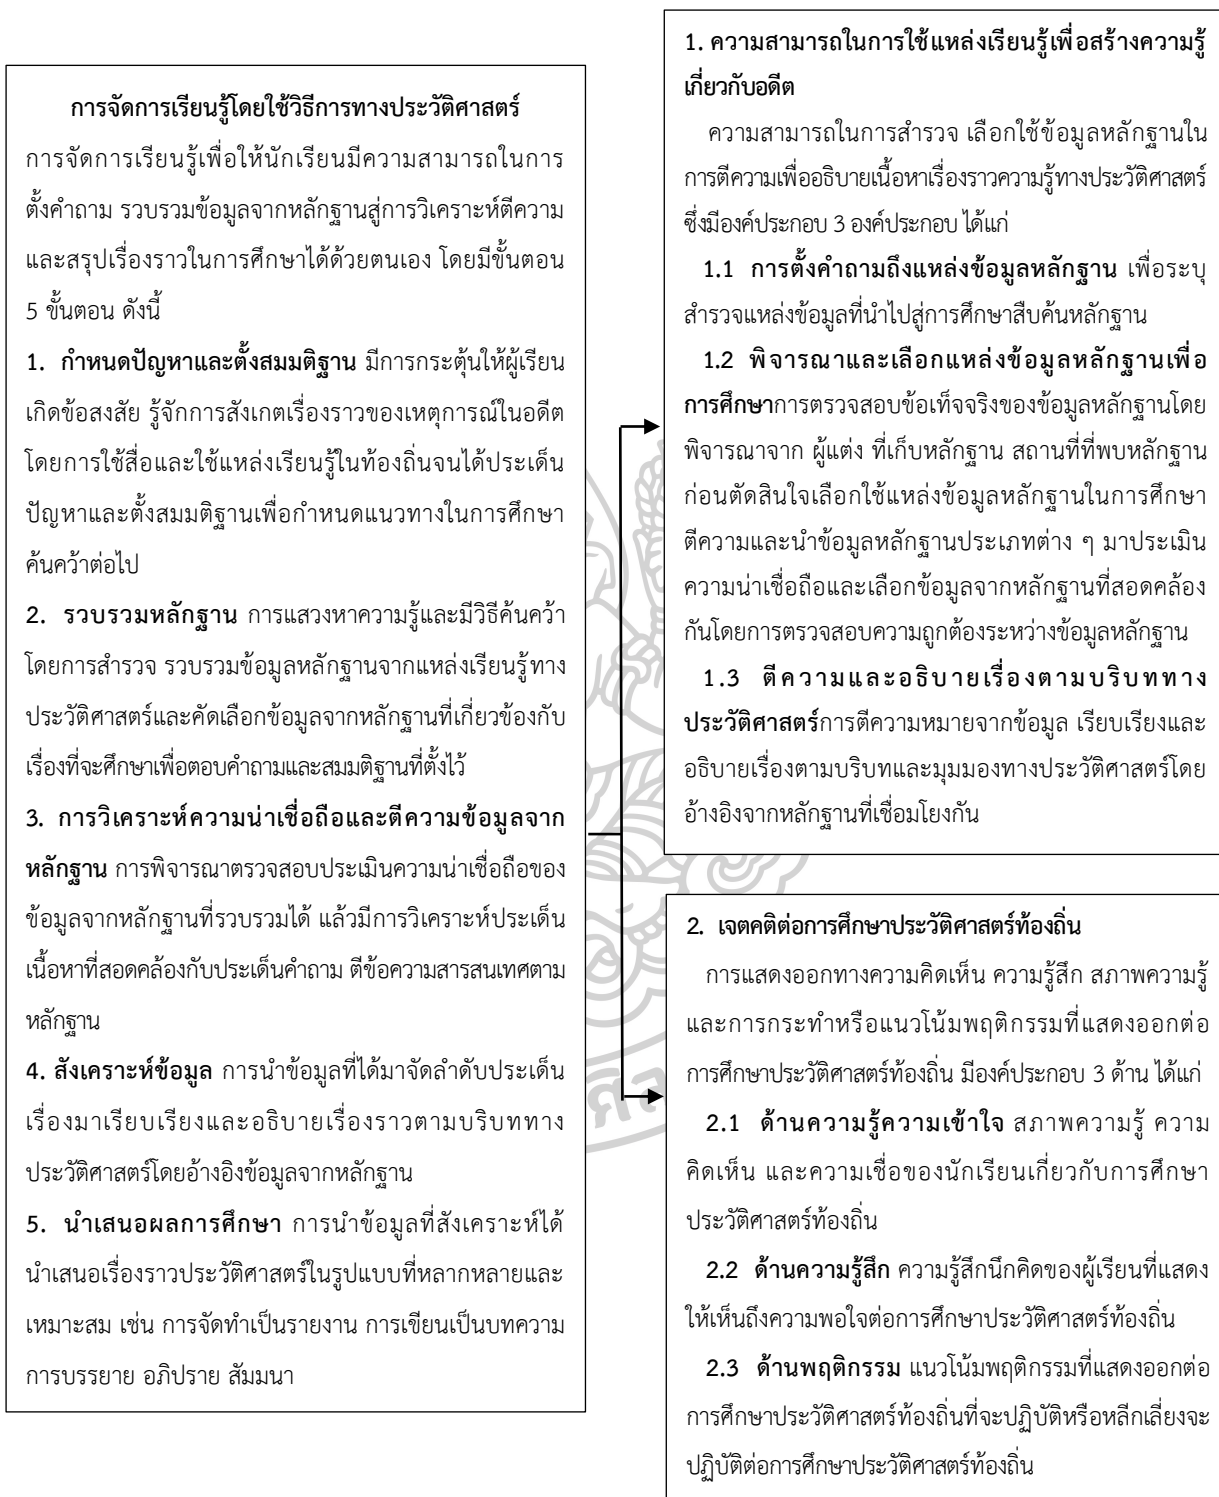 การจัดการเรียนรู้โดยใช้วิธีการทางประวัติศาสตร์
การจัดการเรียนรู้เพื่อให้นักเรียนมีความสามารถในการ
ตั้งคำถาม รวบรวมข้อมูลจากหลักฐานสู่การวิเคราะห์ตีความ
และสรุปเรื่องราวในการศึกษาได้ด้วยตนเอง โดยมีขั้นตอน
5 ขั้นตอน ดังนี้
1. กำหนดปัญหาและตั้งสมมติฐาน มีการกระตุ้นให้ผู้เรียน
เกิดข้อสงสัย รู้จักการสังเกตเรื่องราวของเหตุการณ์ในอดีต
โดยการใช้สื่อและใช้แหล่งเรียนรู้ในท้องถิ่นจนได้ประเด็น
ปัญหาและตั้งสมมติฐานเพื่อกำหนดแนวทางในการศึกษา
ค้นคว้าต่อไป
2. รวบรวมหลักฐาน การแสวงหาความรู้และมีวิธีค้นคว้า
โดยการสำรวจ รวบรวมข้อมูลหลักฐานจากแหล่งเรียนรู้ทาง
ประวัติศาสตร์และคัดเลือกข้อมูลจากหลักฐานที่เกี่ยวข้องกับ
เรื่องที่จะศึกษาเพื่อตอบคำถามและสมมติฐานที่ตั้งไว้
3. การวิเคราะห์ความน่าเชื่อถือและตีความข้อมูลจาก
หลักฐาน การพิจารณาตรวจสอบประเมินความน่าเชื่อถือของ
ข้อมูลจากหลักฐานที่รวบรวมได้ แล้วมีการวิเคราะห์ประเด็น
เนื้อหาที่สอดคล้องกับประเด็นคำถาม ตีข้อความสารสนเทศตาม
หลักฐาน
4. สังเคราะห์ข้อมูล การนำข้อมูลที่ได้มาจัดลำดับประเด็น
เรื่องมาเรียบเรียงและอธิบายเรื่องราวตามบริบททาง
ประวัติศาสตร์โดยอ้างอิงข้อมูลจากหลักฐาน
5. นำเสนอผลการศึกษา การนำข้อมูลที่สังเคราะห์ได้
นำเสนอเรื่องราวประวัติศาสตร์ในรูปแบบที่หลากหลายและ
เหมาะสม เช่น การจัดทำเป็นรายงาน การเขียนเป็นบทความ
การบรรยาย อภิปราย สัมมนา
1. ความสามารถในการใช้แหล่งเรียนรู้เพื่อสร้างความรู้
เกี่ยวกับอดีต
ความสามารถในการสำรวจ เลือกใช้ข้อมูลหลักฐานใน
การตีความเพื่ออธิบายเนื้อหาเรื่องราวความรู้ทางประวัติศาสตร์
ซึ่งมีองค์ประกอบ 3 องค์ประกอบ ได้แก่
1.1 การตั้งคำถามถึงแหล่งข้อมูลหลักฐาน เพื่อระบุ
สำรวจแหล่งข้อมูลที่นำไปสู่การศึกษาสืบค้นหลักฐาน
1.2 พิจารณาและเลือกแหล่งข้อมูลหลักฐานเพื่อ
การศึกษาการตรวจสอบข้อเท็จจริงของข้อมูลหลักฐานโดย
พิจารณาจาก ผู้แต่ง ที่เก็บหลักฐาน สถานที่ที่พบหลักฐาน
ก่อนตัดสินใจเลือกใช้แหล่งข้อมูลหลักฐานในการศึกษา
ตีความและนำข้อมูลหลักฐานประเภทต่าง ๆ มาประเมิน
ความน่าเชื่อถือและเลือกข้อมูลจากหลักฐานที่สอดคล้อง
กันโดยการตรวจสอบความถูกต้องระหว่างข้อมูลหลักฐาน
1.3 ตีความและอธิบายเรื่องตามบริบททาง
ประวัติศาสตร์การตีความหมายจากข้อมูล เรียบเรียงและ
อธิบายเรื่องตามบริบทและมุมมองทางประวัติศาสตร์โดย
อ้างอิงจากหลักฐานที่เชื่อมโยงกัน
2. เจตคติต่อการศึกษาประวัติศาสตร์ท้องถิ่น
การแสดงออกทางความคิดเห็น ความรู้สึก สภาพความรู้
และการกระทำหรือแนวโน้มพฤติกรรมที่แสดงออกต่อ
การศึกษาประวัติศาสตร์ท้องถิ่น มีองค์ประกอบ 3 ด้าน ได้แก่
2.1 ด้านความรู้ความเข้าใจ สภาพความรู้ ความ
คิดเห็น และความเชื่อของนักเรียนเกี่ยวกับการศึกษา
ประวัติศาสตร์ท้องถิ่น
2.2 ด้านความรู้สึก ความรู้สึกนึกคิดของผู้เรียนที่แสดง
ให้เห็นถึงความพอใจต่อการศึกษาประวัติศาสตร์ท้องถิ่น
2.3 ด้านพฤติกรรม แนวโน้มพฤติกรรมที่แสดงออกต่อ
การศึกษาประวัติศาสตร์ท้องถิ่นที่จะปฏิบัติหรือหลีกเลี่ยงจะ
ปฏิบัติต่อการศึกษาประวัติศาสตร์ท้องถิ่น